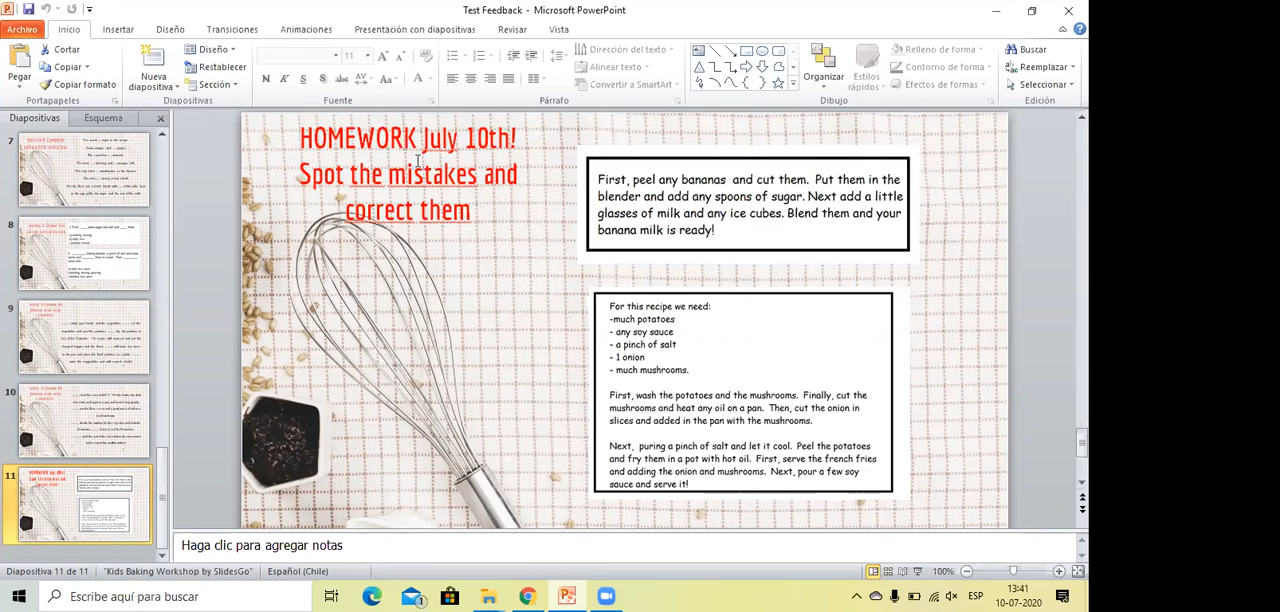 Test Feedback - Microsoft PowerPoint
Archivo Inicio Insertar Diseño Transiciones Animaciones Presentación con diapositivas Revisar Vista
Pegar
Cortar
Copiar
Copiar formato
Portapapeles
Nueva
diapositiva
Diseño
Restablecer
Sección
Diapositivas
11
N K S S abc AV Aa A
Fuente
Dirección del texto
Alinear texto
Convertir a SmartArt
Párrafo
Organizar
Estilos
rápidos
Relleno de forma
Contorno de forma
Efectos de formas
Dibujo
Buscar
Reemplazar
Seleccionar
Edición
Diapositivas Esquema
7
8
9
10
11
HOMEWORK July 10th!
Spot the mistakes and
correct them
First, peel any bananas and cut them. Put them in the
blender and add any spoons of sugar. Next add a little
glasses of milk and any ice cubes. Blend them and your
banana milk is ready!
For this recipe we need:
-much potatoes
- any soy sauce
- a pinch of salt
- 1 onion
- much mushrooms.
First, wash the potatoes and the mushrooms. Finally, cut the
mushrooms and heat any oil on a pan. Then, cut the onion in
slices and added in the pan with the mushrooms.
Next, puring a pinch of salt and let it cool. Peel the potatoes
and fry them in a pot with hot oil. First, serve the french fries
and adding the onion and mushrooms. Next, pour a few soy
sauce and serve it!
Haga clic para agregar notas
Diapositiva 11 de 11 "Kids Baking Workshop by SlidesGo" Español (Chile) 100%
Escribe aquí para buscar
ESP
13:41
10-07-2020